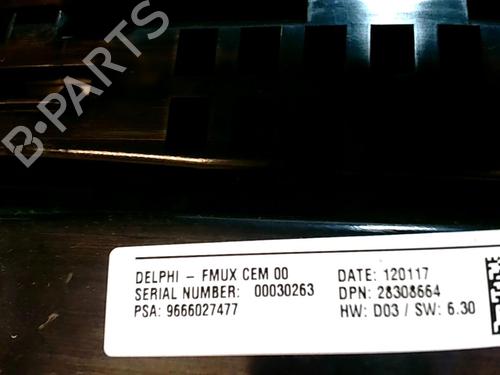 B-PARTS
DELPHI - FMUX CEM 00 DATE: 120117
SERIAL NUMBER: 00030263 DPN: 28308664
PSA: 9666027477 HW: D03 / SW: 6.30